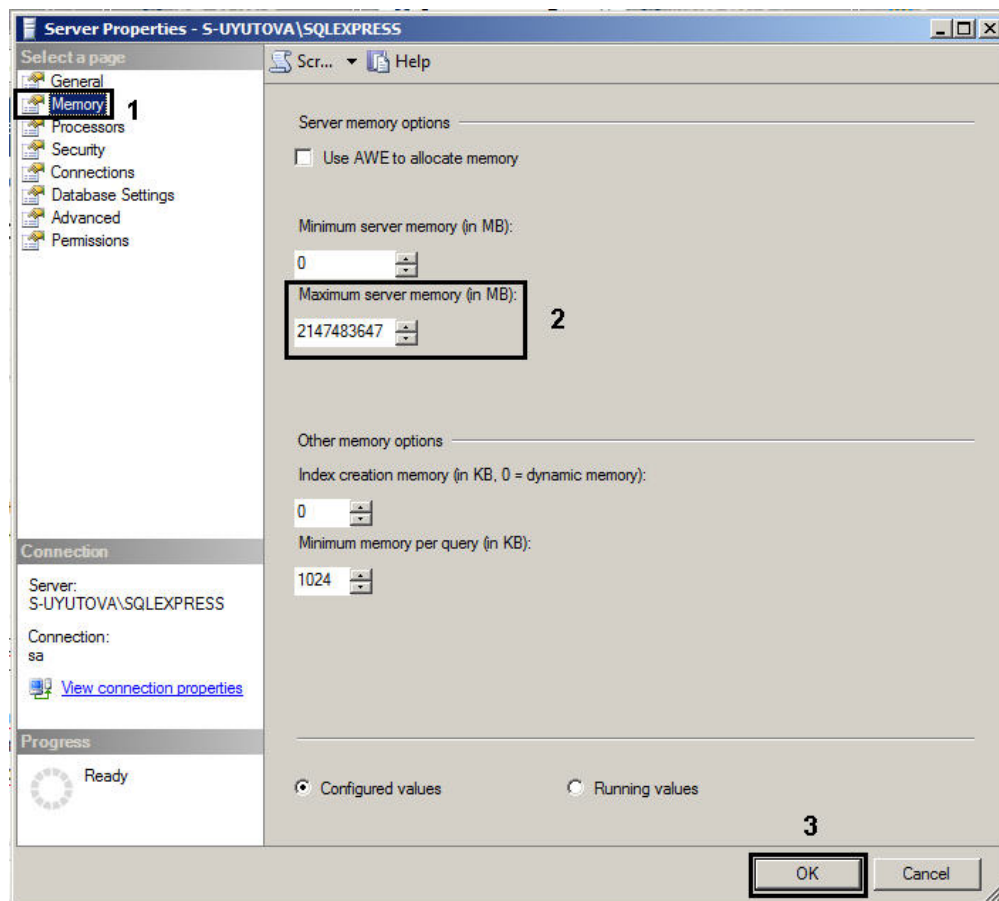 Server Properties - S-UYUTOVA\SQLEXPRESS
Select a page
General
Memory
1
Processors
Security
Connections
Database Settings
Advanced
Permissions
Scr...
Help
Server memory options
Use AWE to allocate memory
Minimum server memory (in MB):
0
Maximum server memory (in MB):
2147483647
2
Other memory options
Index creation memory (in KB, 0 = dynamic memory):
0
Minimum memory per query (in KB):
1024
Connection
Server:
S-UYUTOVA\SQLEXPRESS
Connection:
sa
View connection properties
Progress
Ready
Configured values
Running values
3
OK
Cancel